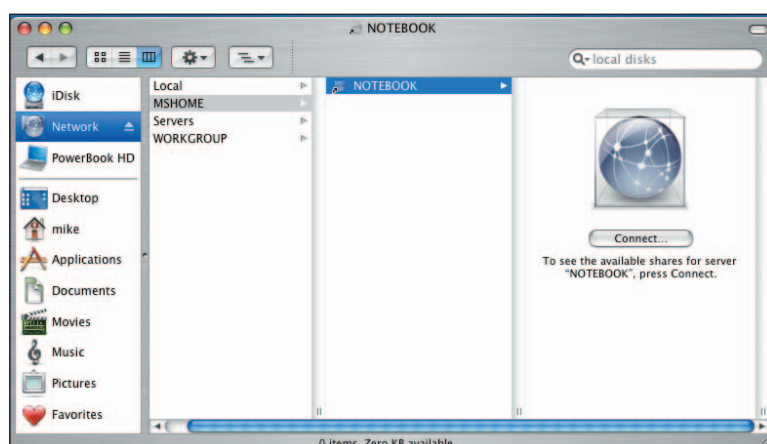 NOTEBOOK
local disks
iDisk
Network
PowerBook HD
Desktop
mike
Applications
Documents
Movies
Music
Pictures
Favorites
Local
MSHOME
Servers
WORKGROUP
NOTEBOOK
Connect...
To see the available shares for server
"NOTEBOOK", press Connect.
0 items, Zero KB available